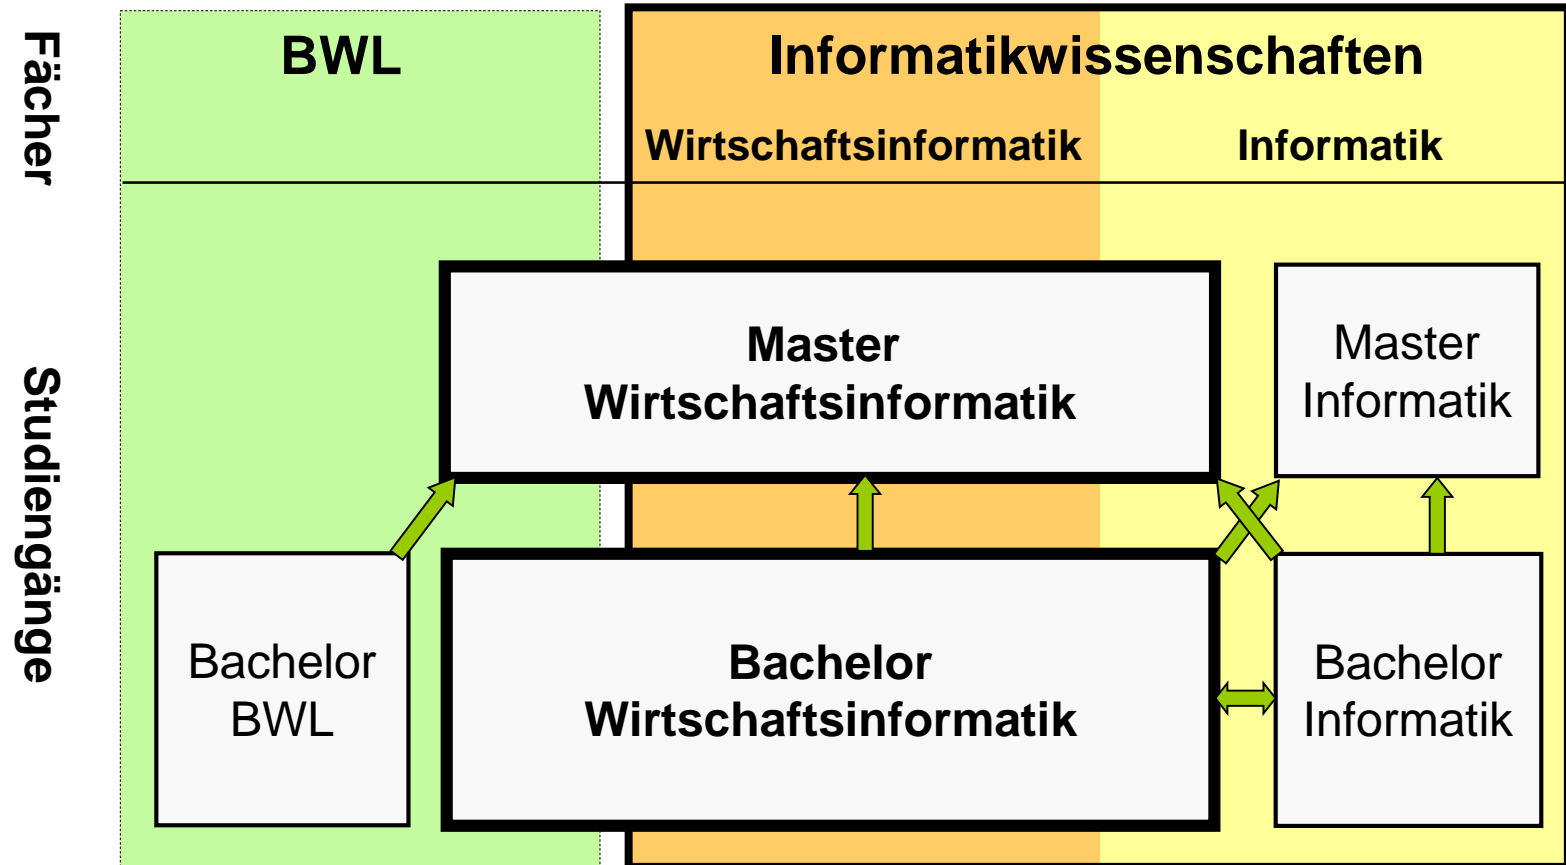 Fächer
BWL
Informatikwissenschaften
Wirtschaftsinformatik
Informatik
Studiengänge
Master
Wirtschaftsinformatik
Master
Informatik
Bachelor
BWL
Bachelor
Wirtschaftsinformatik
Bachelor
Informatik